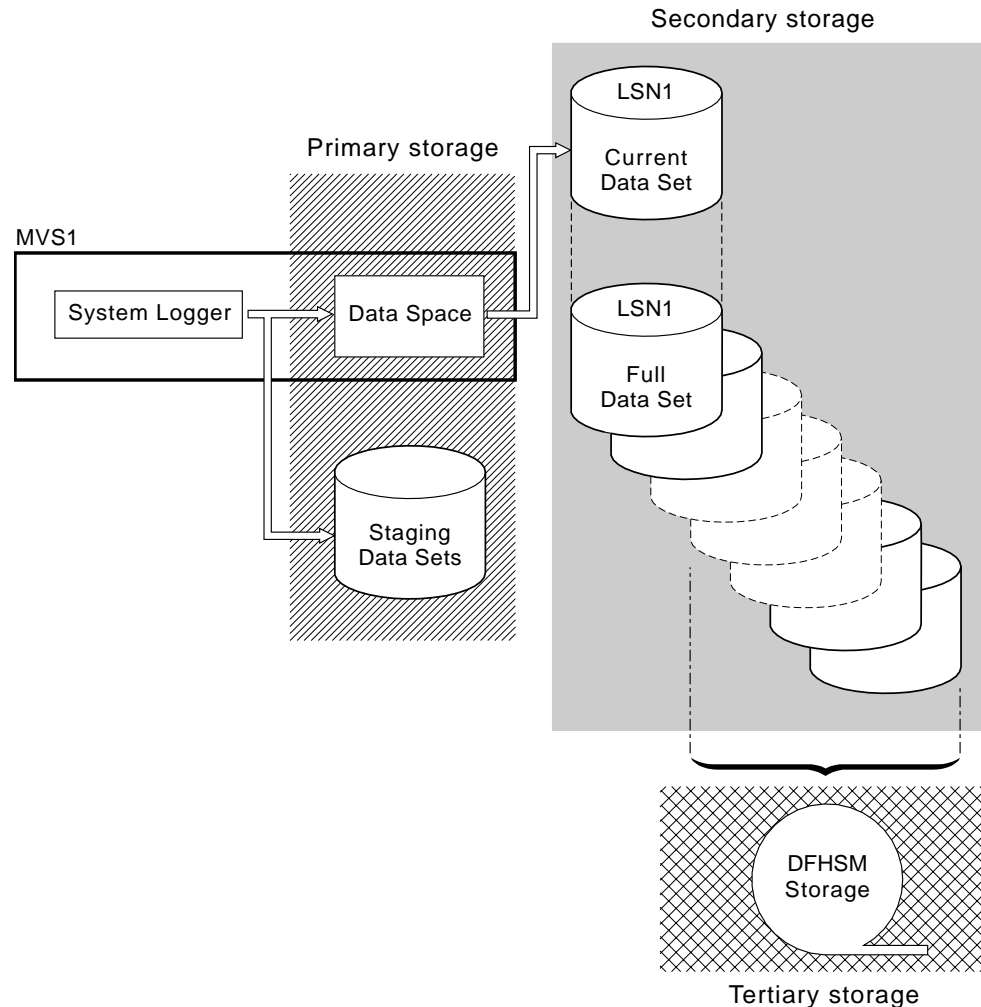 Secondary storage
LSN1
Current
Data Set
Primary storage
MVS1
System Logger
Data Space
LSN1
Full
Data Set
Staging
Data Sets
DFHSM
Storage
Tertiary storage